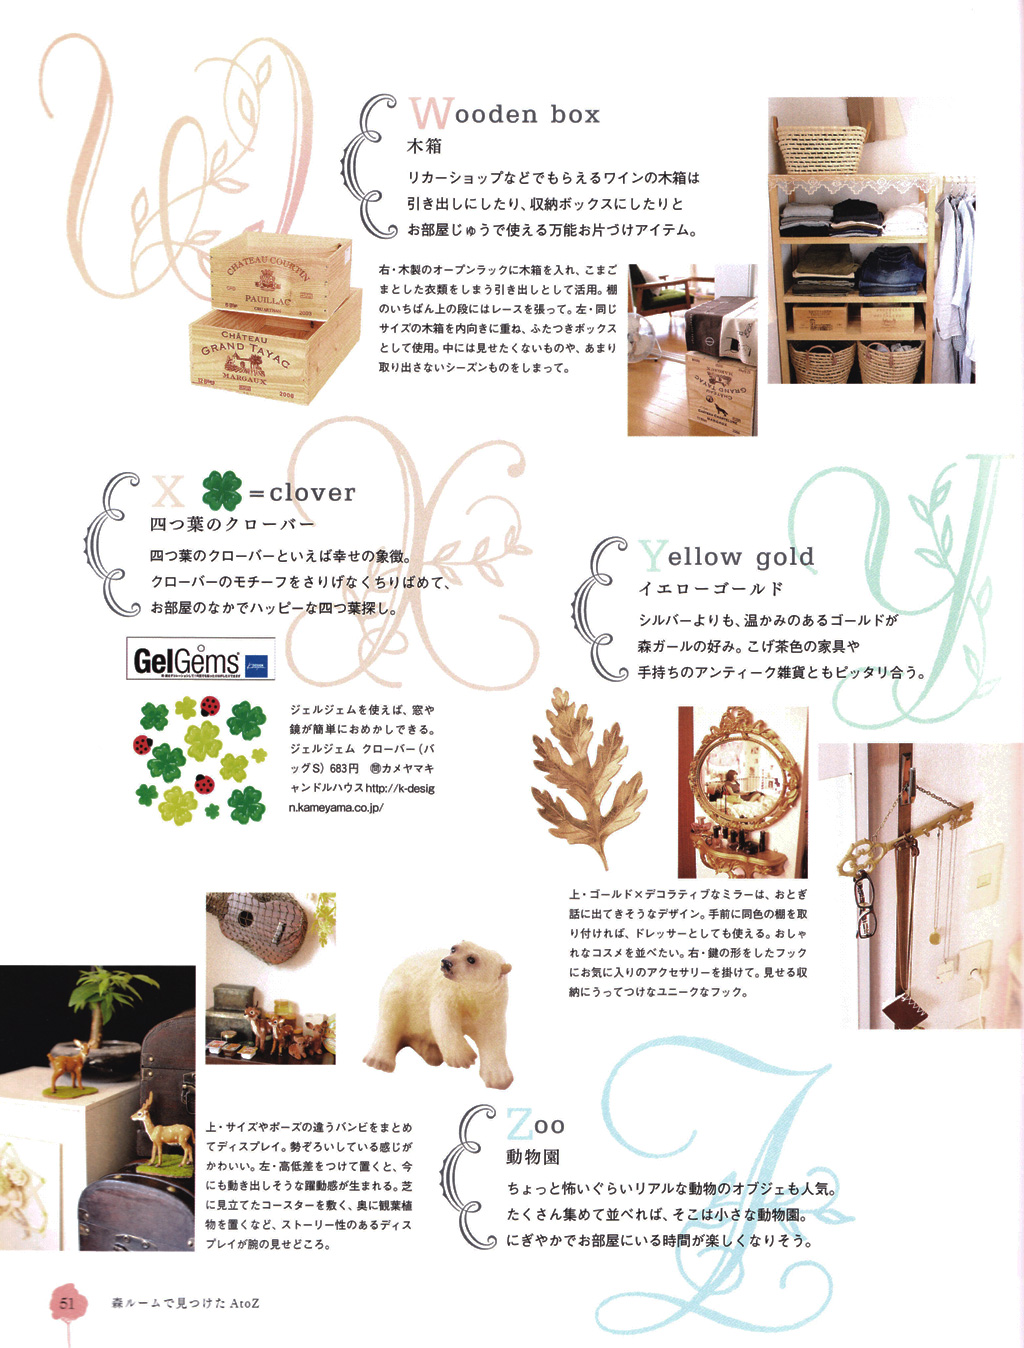 Wooden box
木箱
リカーショップなどでもらえるワインの木箱は
引き出しにしたり、収納ボックスにしたりと
お部屋じゅうで使える万能お片づけアイテム。
CHATEAU COURTIN
PAUILLAC
CHÂTEAU
GRAND TAYAC
MARGAUX
2006
右・木製のオープンラックに木箱を入れ、こまご
まとした衣類をしまう引き出しとして活用。棚
のいちばん上の段にはレースを張って。左・同じ
サイズの木箱を内向きに重ね、ふたつきボックス
として使用。中には見せたくないものや、あまり
取り出さないシーズンものをしまって。
X =clover
四つ葉のクローバー
四つ葉のクローバーといえば幸せの象徴。
クローバーのモチーフをさりげなくちりばめて、
お部屋のなかでハッピーな四つ葉探し。
GelGems
ジェルジェムを使えば、窓や
鏡が簡単におめかしできる。
ジェルジェム クローバー(バ
ッグS) 683円 ㉄カメヤマキ
ャンドルハウスhttp://k-desig
n.kameyama.co.jp/
Yellow gold
イエローゴールド
シルバーよりも、温かみのあるゴールドが
森ガールの好み。こげ茶色の家具や
手持ちのアンティーク雑貨ともピッタリ合う。
上・ゴールド×デコラティブなミラーは、おとぎ
話に出てきそうなデザイン。手前に同色の棚を取
り付ければ、ドレッサーとしても使える。おしゃ
れなコスメを並べたい。右・鍵の形をしたフック
にお気に入りのアクセサリーを掛けて。見せる収
納にうってつけなユニークなフック。
上・サイズやポーズの違うバンビをまとめ
てディスプレイ。勢ぞろいしている感じが
かわいい。左・高低差をつけて置くと、今
にも動き出しそうな躍動感が生まれる。芝
に見立てたコースターを敷く、奥に観葉植
物を置くなど、ストーリー性のあるディス
プレイが腕の見せどころ。
Zoo
動物園
ちょっと怖いぐらいリアルな動物のオブジェも人気。
たくさん集めて並べれば、そこは小さな動物園。
にぎやかでお部屋にいる時間が楽しくなりそう。
51 森ルームで見つけた AtoZ